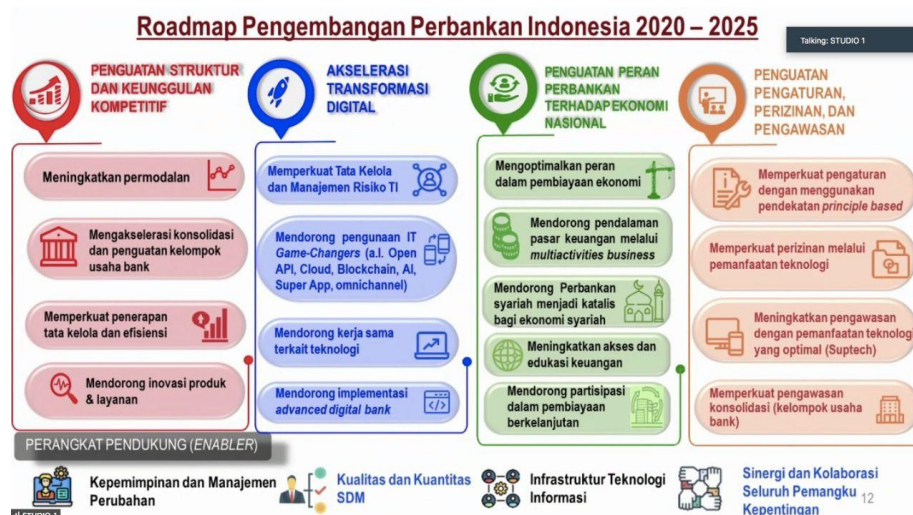 Roadmap Pengembangan Perbankan Indonesia 2020 – 2025
Talking: STUDIO 1
PENGUATAN STRUKTUR
DAN KEUNGGULAN
KOMPETITIF
Meningkatkan permodalan
Mengakselerasi konsolidasi
dan penguatan kelompok
usaha bank
Memperkuat penerapan
tata kelola dan efisiensi
Mendorong inovasi produk
& layanan
AKSELERASI
TRANSFORMASI
DIGITAL
Memperkuat Tata Kelola
dan Manajemen Risiko TI
Mendorong pengunaan IT
Game-Changers (a.l. Open
API, Cloud, Blockchain, AI,
Super App, omnichannel)
Mendorong kerja sama
terkait teknologi
Mendorong implementasi
advanced digital bank
PENGUATAN PERAN
PERBANKAN
TERHADAP EKONOMI
NASIONAL
Mengoptimalkan peran
dalam pembiayaan ekonomi
Mendorong pendalaman
pasar keuangan melalui
multiactivities business
Mendorong Perbankan
syariah menjadi katalis
bagi ekonomi syariah
Meningkatkan akses dan
edukasi keuangan
Mendorong partisipasi
dalam pembiayaan
berkelanjutan
PENGUATAN
PENGATURAN,
PERIZINAN, DAN
PENGAWASAN
Memperkuat pengaturan
dengan menggunakan
pendekatan principle based
Memperkuat perizinan melalui
pemanfaatan teknologi
Meningkatkan pengawasan
dengan pemanfaatan teknolog
yang optimal (Suptech)
Memperkuat pengawasan
konsolidasi (kelompok usaha
bank)
PERANGKAT PENDUKUNG (ENABLER)
Kepemimpinan dan Manajemen
Perubahan
Kualitas dan Kuantitas
SDM
Infrastruktur Teknologi
Informasi
Sinergi dan Kolaborasi
Seluruh Pemangku
Kepentingan
12
STUDIO 1